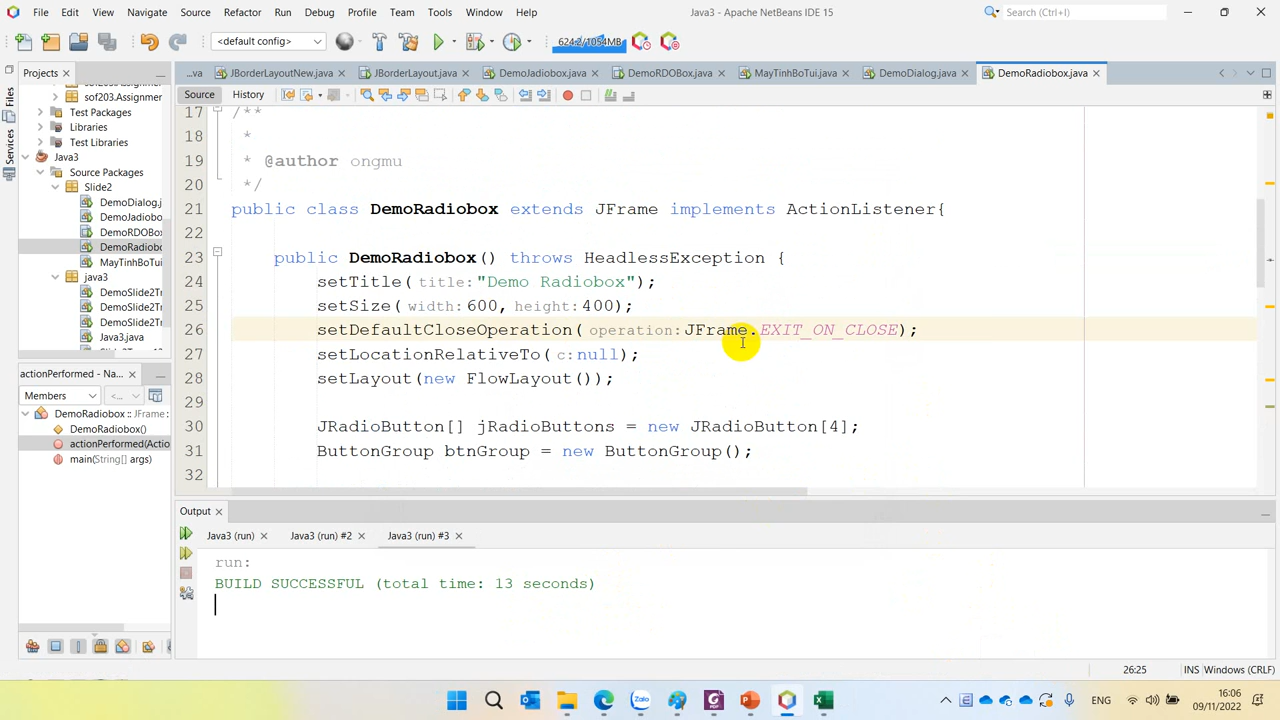 File Edit View Navigate Source Refactor Run Debug Profile Team Tools Window Help
Java3 - Apache NetBeans IDE 15
Search (Ctrl+I)
<default config>
624.2/1054MB
Projects
...va
JBorderLayoutNew.java
JBorderLayout.java
DemoJadiobox.java
DemoRDOBox.java
MayTinhBoTui.java
DemoDialog.java
DemoRadiobox.java
Source History
Files
Services
sof203.Assignment
Test Packages
Libraries
Test Libraries
Java3
Source Packages
Slide2
DemoDialog.j
DemoJadiobo
DemoRDOBox
DemoRadiobo
MayTinhBoTu
java3
DemoSlide2Tr
DemoSlide2Tr
DemoSlide2Tr
Java3.java
17 /**
18 *
19 * @author ongmu
20 */
21 public class DemoRadiobox extends JFrame implements ActionListener{
22
23 public DemoRadiobox() throws HeadlessException {
24 setTitle( title:"Demo Radiobox");
25 setSize( width:600, height:400);
26 setDefaultCloseOperation( operation:JFrame.EXIT_ON_CLOSE);
27 setLocationRelativeTo( c:null);
28 setLayout(new FlowLayout());
29
30 JRadioButton[] jRadioButtons = new JRadioButton[4];
31 ButtonGroup btnGroup = new ButtonGroup();
32
actionPerformed - Na...
Members
<...
DemoRadiobox :: JFrame :
DemoRadiobox()
actionPerformed(Actio
main(String[] args)
Output
Java3 (run) Java3 (run) #2 Java3 (run) #3
run:
BUILD SUCCESSFUL (total time: 13 seconds)
26:25 INS Windows (CRLF)
Zalo
ENG
16:06
09/11/2022